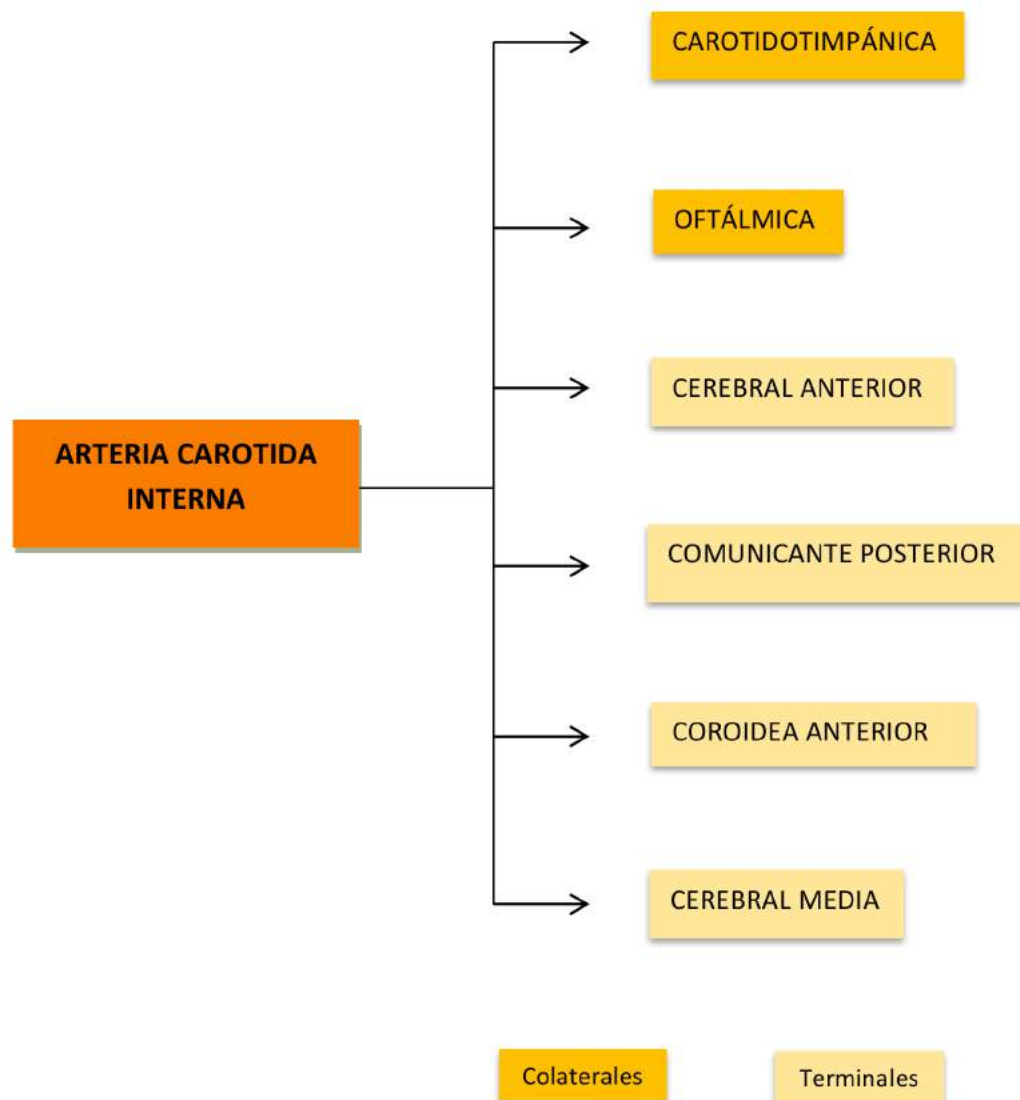 CAROTIDOTIMPÁNICA
OFTÁLMICA
CEREBRAL ANTERIOR
ARTERIA CAROTIDA
INTERNA
COMUNICANTE POSTERIOR
COROIDEA ANTERIOR
CEREBRAL MEDIA
Colaterales
Terminales